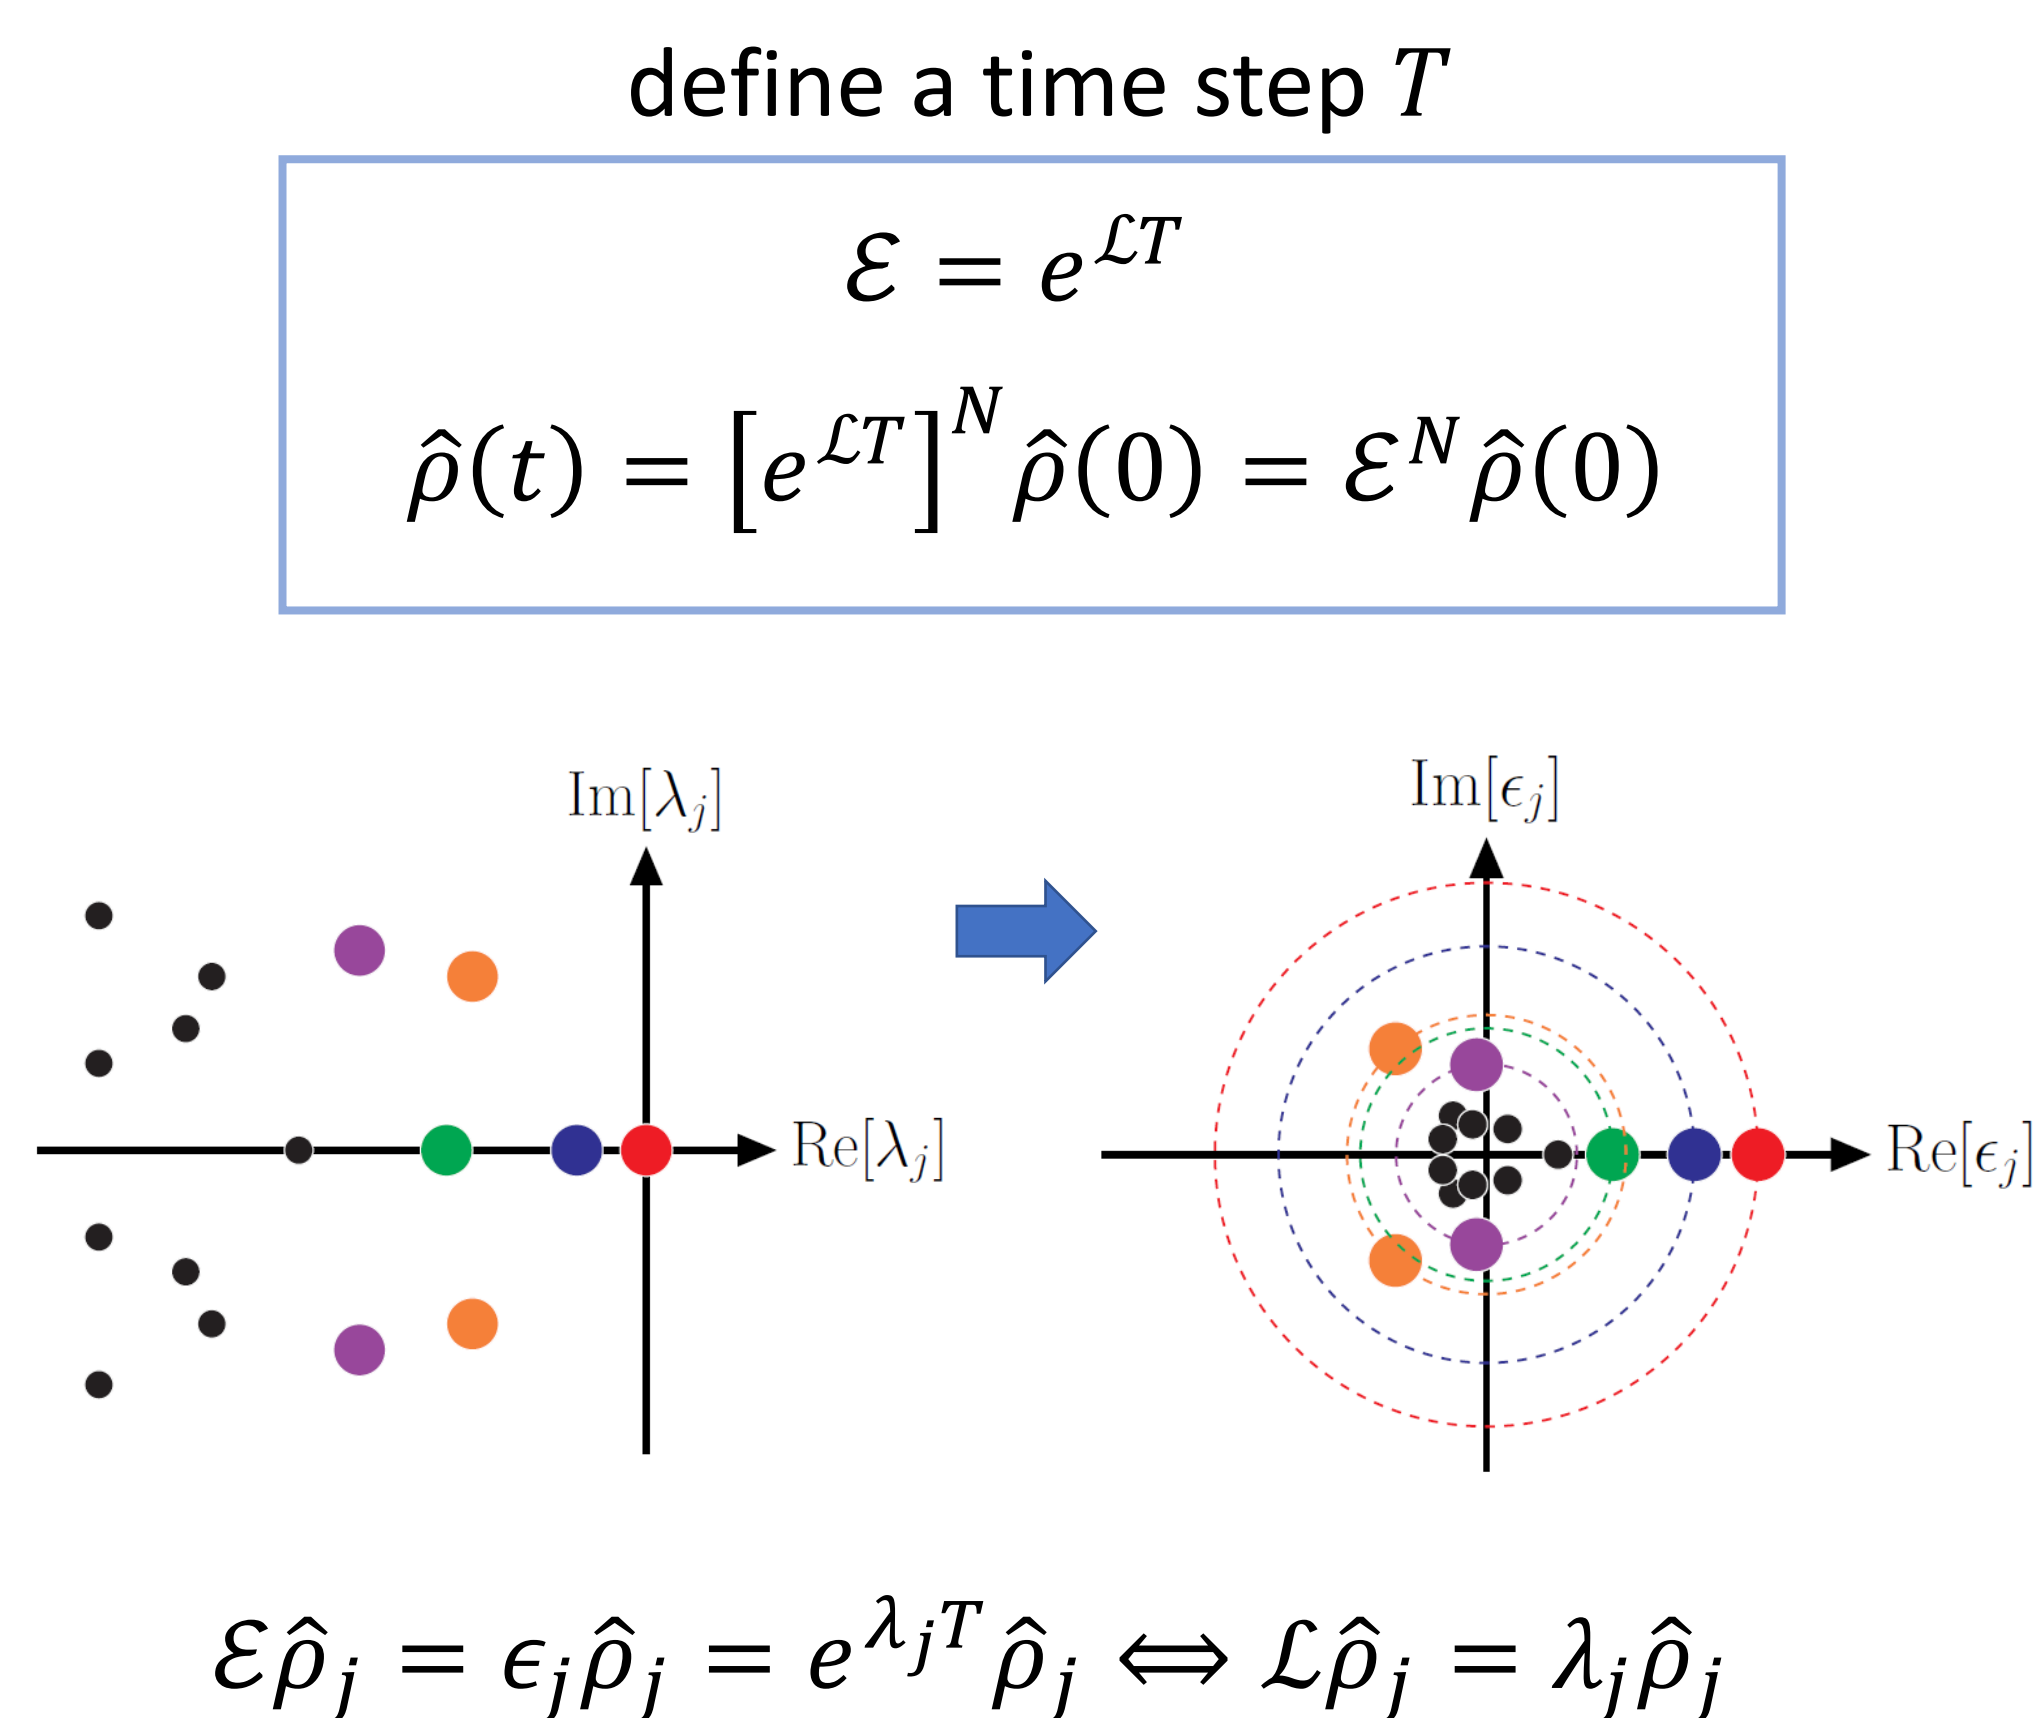 define a time step 𝑇
ℰ = 𝑒^{ℒ𝑇}
ρ̂(𝑡) = [𝑒^{ℒ𝑇}]^𝑁 ρ̂(0) = ℰ^𝑁 ρ̂(0)
Im[λ_j]
Im[ϵ_j]
Re[λ_j]
Re[ϵ_j]
ℰρ̂_𝑗 = ϵ_𝑗ρ̂_𝑗 = 𝑒^{λ_𝑗𝑇}ρ̂_𝑗 ⟺ ℒρ̂_𝑗 = λ_𝑗ρ̂_𝑗